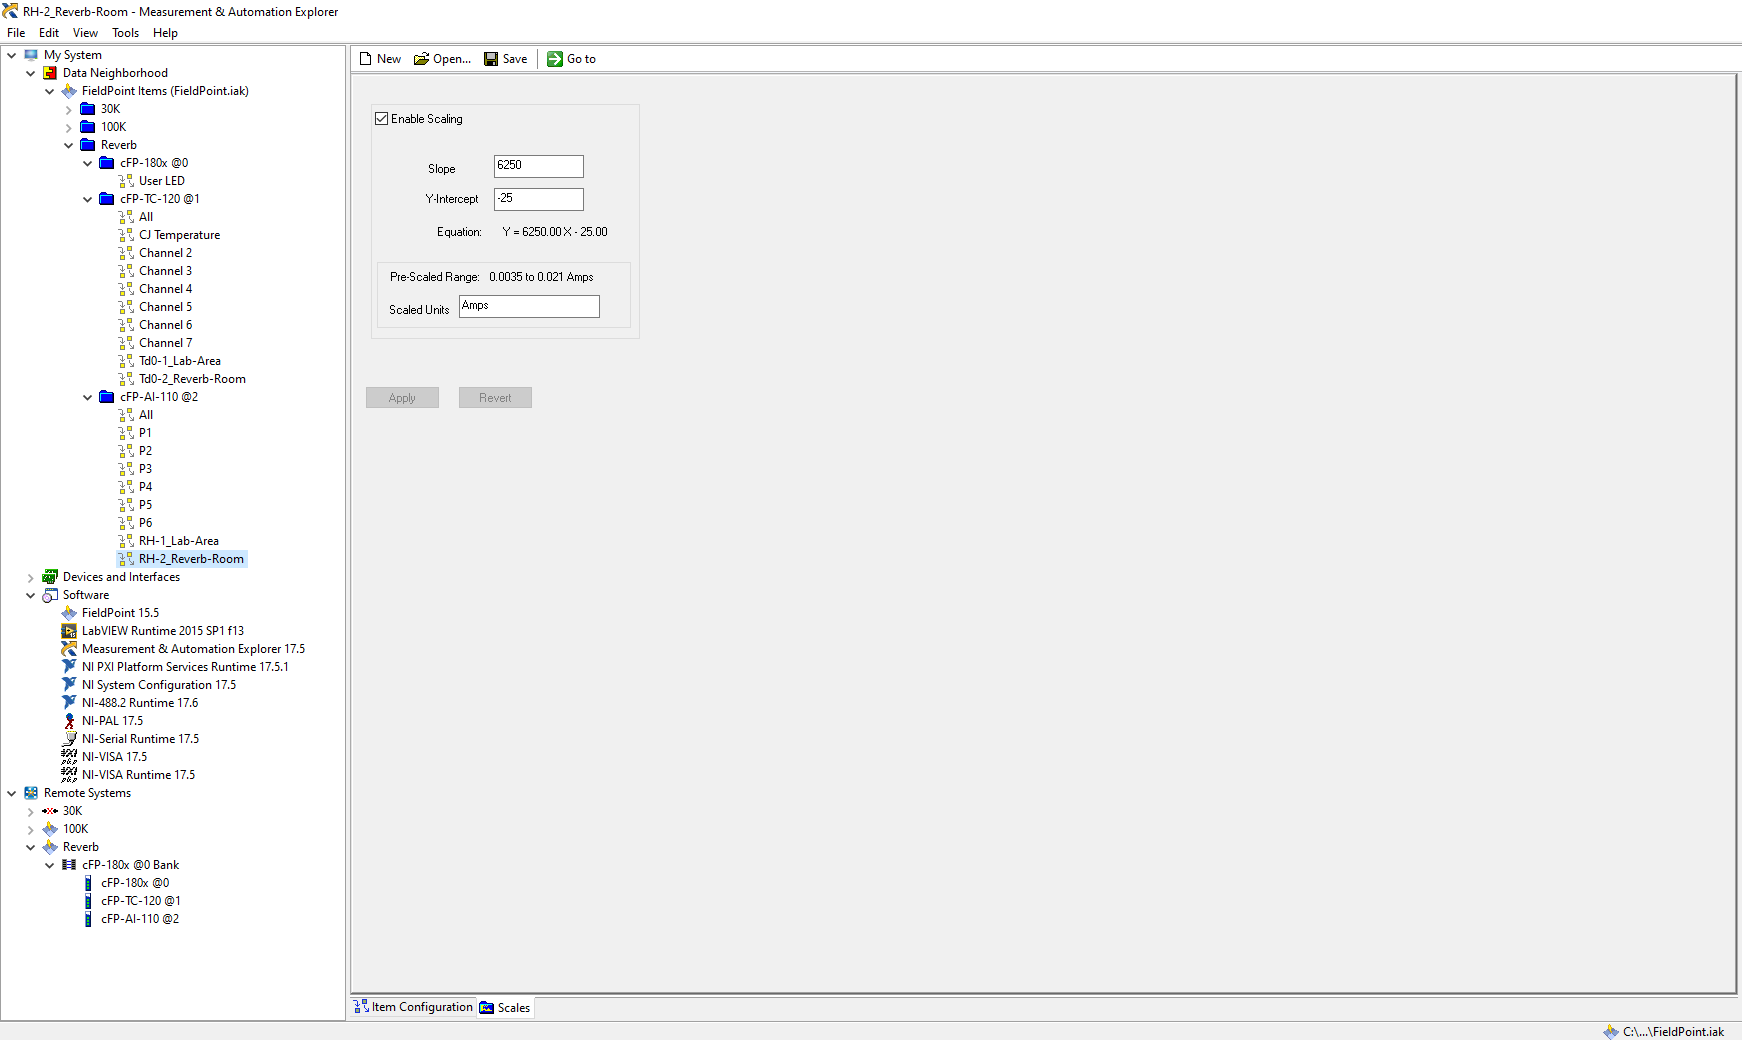 RH-2_Reverb-Room - Measurement & Automation Explorer
File Edit View Tools Help
My System
Data Neighborhood
FieldPoint Items (FieldPoint.iak)
30K
100K
Reverb
cFP-180x @0
User LED
cFP-TC-120 @1
All
CJ Temperature
Channel 2
Channel 3
Channel 4
Channel 5
Channel 6
Channel 7
Td0-1_Lab-Area
Td0-2_Reverb-Room
cFP-AI-110 @2
All
P1
P2
P3
P4
P5
P6
RH-1_Lab-Area
RH-2_Reverb-Room
Devices and Interfaces
Software
FieldPoint 15.5
LabVIEW Runtime 2015 SP1 f13
Measurement & Automation Explorer 17.5
NI PXI Platform Services Runtime 17.5.1
NI System Configuration 17.5
NI-488.2 Runtime 17.6
NI-PAL 17.5
NI-Serial Runtime 17.5
NI-VISA 17.5
NI-VISA Runtime 17.5
Remote Systems
30K
100K
Reverb
cFP-180x @0 Bank
cFP-180x @0
cFP-TC-120 @1
cFP-AI-110 @2
New Open... Save Go to
Enable Scaling
Slope 6250
Y-Intercept -25
Equation: Y = 6250.00 X - 25.00
Pre-Scaled Range: 0.0035 to 0.021 Amps
Scaled Units Amps
Apply Revert
Item Configuration Scales
C:\...\FieldPoint.iak